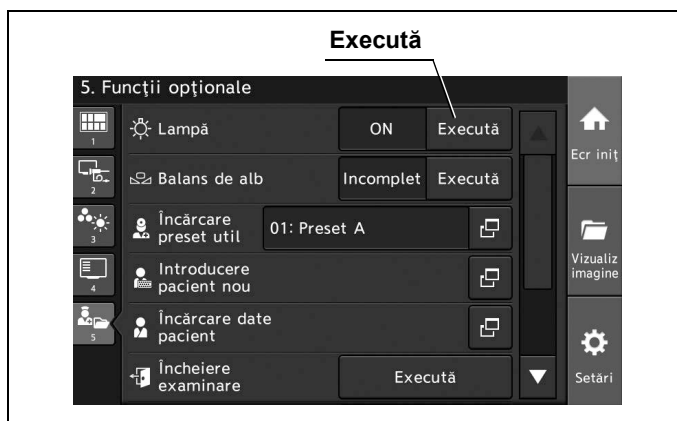 Execută
5. Funcţii opţionale
1
Lampă ON Execută
Ecr iniţ
2
Balans de alb Incomplet Execută
3
Încărcare
preset util
01: Preset A
Vizualiz
imagine
4
Introducere
pacient nou
5
Încărcare date
pacient
Încheiere
examinare
Execută
Setări